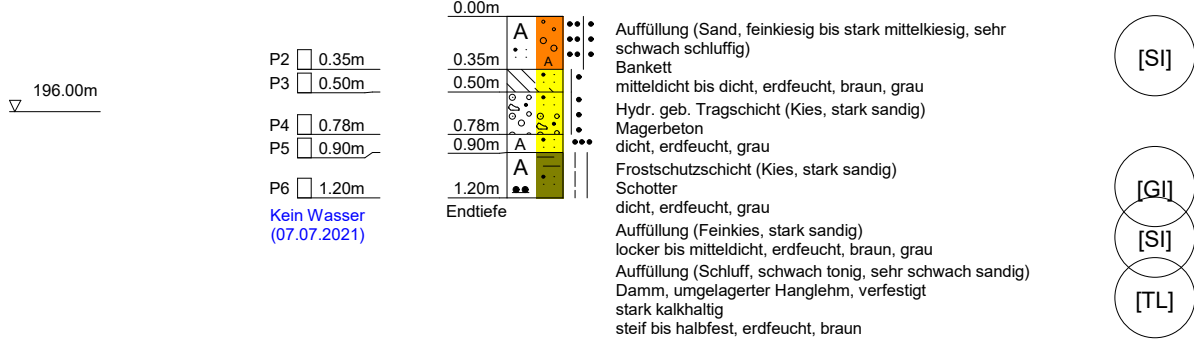 196.00m
P2 0.35m
P3 0.50m
P4 0.78m
P5 0.90m
P6 1.20m
Kein Wasser
(07.07.2021)
0.00m
0.35m
0.50m
0.78m
0.90m
1.20m
Endtiefe
A
A
A
A
Auffüllung (Sand, feinkiesig bis stark mittelkiesig, sehr
schwach schluffig)
Bankett
mitteldicht bis dicht, erdfeucht, braun, grau
Hydr. geb. Tragschicht (Kies, stark sandig)
Magerbeton
dicht, erdfeucht, grau
Frostschutzschicht (Kies, stark sandig)
Schotter
dicht, erdfeucht, grau
Auffüllung (Feinkies, stark sandig)
locker bis mitteldicht, erdfeucht, braun, grau
Auffüllung (Schluff, schwach tonig, sehr schwach sandig)
Damm, umgelagerter Hanglehm, verfestigt
stark kalkhaltig
steif bis halbfest, erdfeucht, braun
[SI]
[GI]
[SI]
[TL]